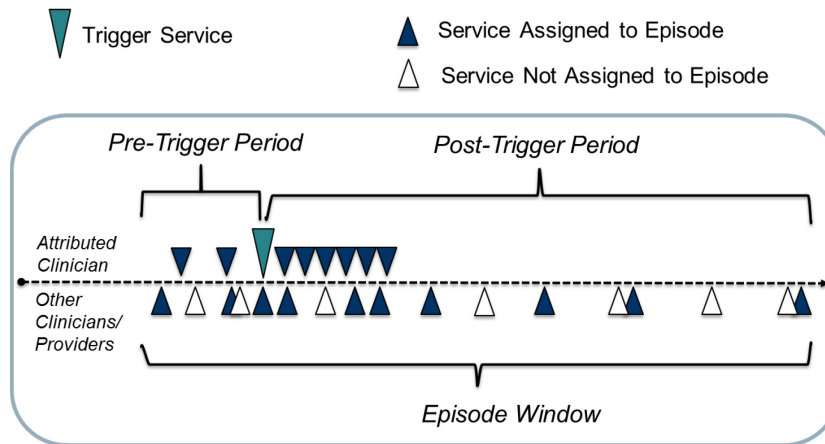 Trigger Service
Service Assigned to Episode
Service Not Assigned to Episode
Pre-Trigger Period
Post-Trigger Period
Attributed
Clinician
Other
Clinicians/
Providers
Episode Window